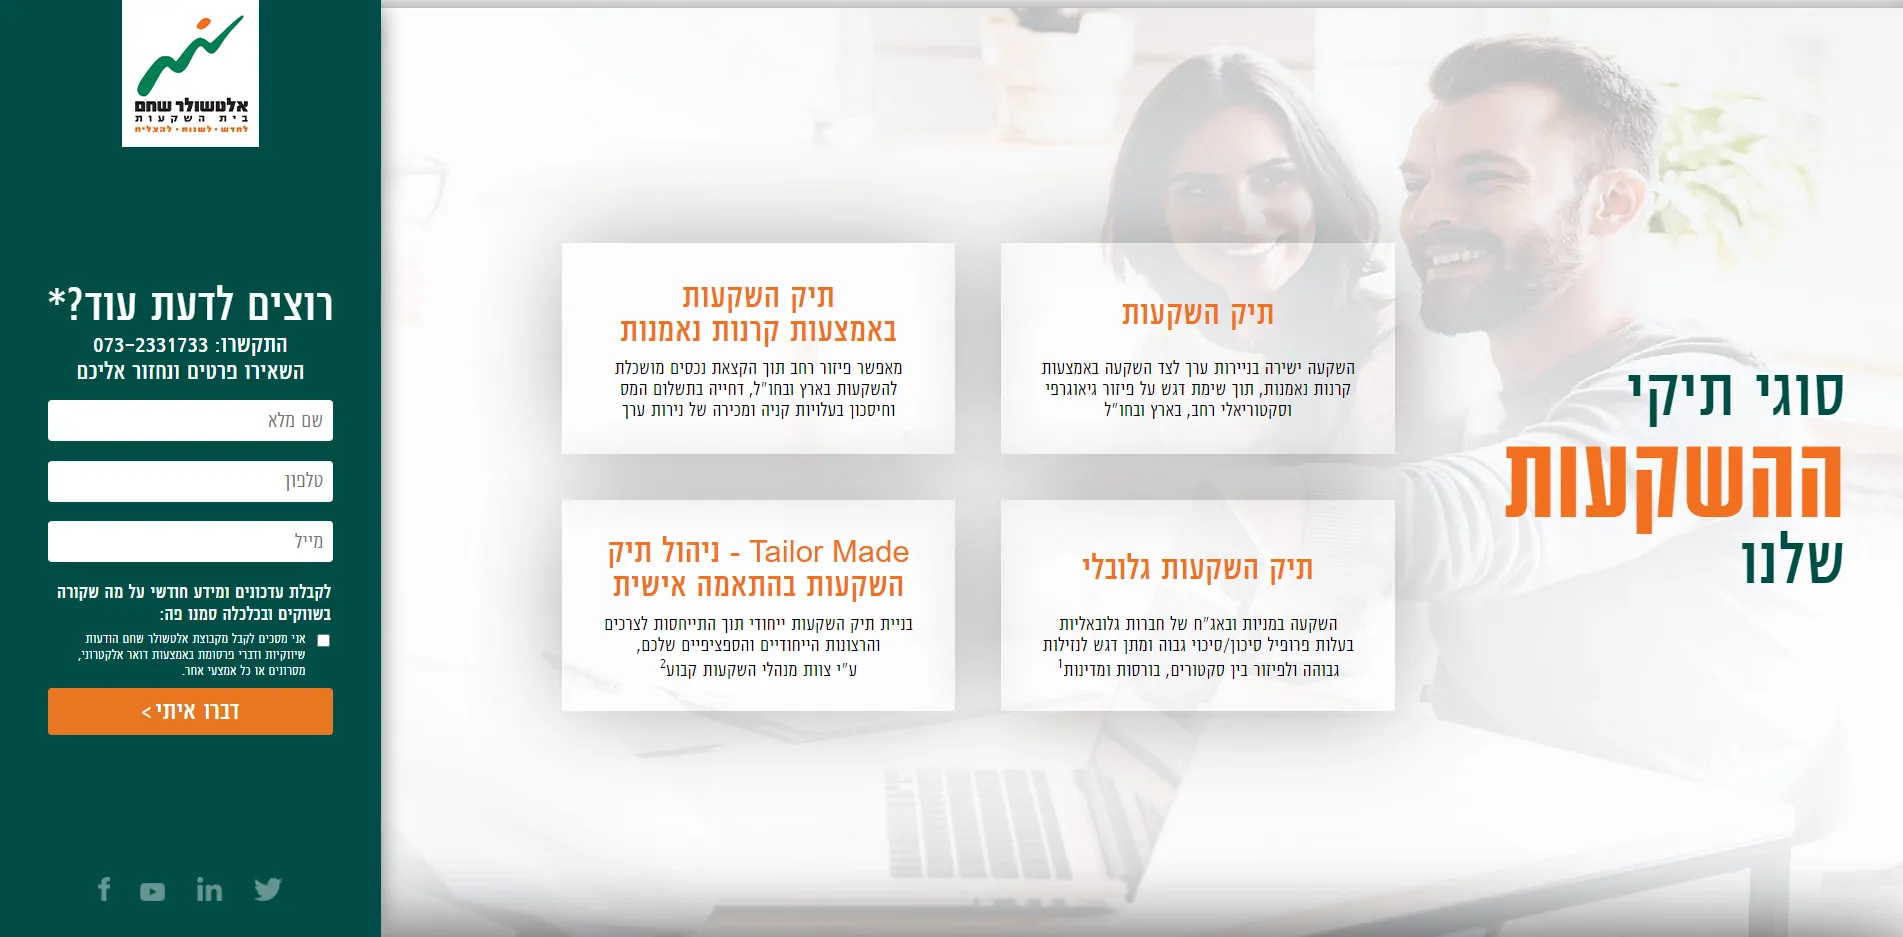 סוגי תיקי
ההשקעות
שלנו
תיק השקעות
השקעה ישירה בניירות ערך לצד השקעה באמצעות
קרנות נאמנות, תוך שימת דגש על פיזור גיאוגרפי
וסקטוריאלי רחב, בארץ ובחו"ל
תיק השקעות
באמצעות קרנות נאמנות
מאפשר פיזור רחב תוך הקצאת נכסים מושכלת
להשקעות בארץ ובחו"ל, דחייה בתשלום המס
וחיסכון בעלויות קניה ומכירה של נירות ערך
תיק השקעות גלובלי
השקעה במניות ובאג"ח של חברות גלובאליות
בעלות פרופיל סיכון/סיכוי גבוה ומתן דגש לנזילות
גבוהה ולפיזור בין סקטורים, בורסות ומדינות1
Tailor Made - ניהול תיק
השקעות בהתאמה אישית
בניית תיק השקעות ייחודי תוך התייחסות לצרכים
והרצונות הייחודיים והספציפיים שלכם,
ע"י צוות מנהלי השקעות קבוע2
אלטשולר שחם
בית השקעות
לחדש • לשנות • להצליח
רוצים לדעת עוד?*
התקשרו: 073-2331733
השאירו פרטים ונחזור אליכם
שם מלא
טלפון
מייל
לקבלת עדכונים ומידע חודשי על מה שקורה
בשווקים ובכלכלה סמנו פה:
אני מסכים לקבל מקבוצת אלטשולר שחם הודעות
שיווקיות ודברי פרסומת באמצעות דואר אלקטרוני,
מסרונים או כל אמצעי אחר.
דברו איתי >